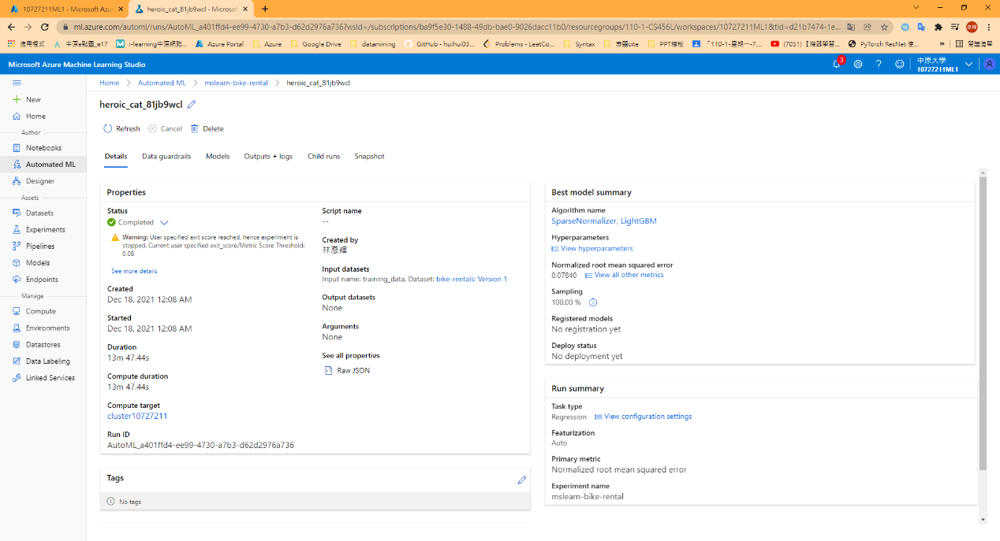 10727211ML1 - Microsoft Azu
heroic_cat_81jb9wcl - Microsof
ml.azure.com/automl/runs/AutoML_a401ffd4-ee99-4730-a7b3-d62d2976a736?wsId=/subscriptions/ba9f5e30-1488-49db-bae0-9026dacc11b0/resourcegroups/110-1-CS456L/workspaces/10727211ML1&tid=d21b7474-1e...
應用程式 中原e點靈_e17 i-learning中原網路... Azure Portal Azure Google Drive datamining GitHub - huihui03... Problems - LeetCo... Syntax 專題cite PPT模板 「110-1-星期一-7.... (7051)【機器學習... PyTorch ResNet 使... » 閱讀清單
Microsoft Azure Machine Learning Studio
3
中原大學
10727211ML1
Home > Automated ML > mslearn-bike-rental > heroic_cat_81jb9wcl
New
Home
Author
Notebooks
Automated ML
Designer
Assets
Datasets
Experiments
Pipelines
Models
Endpoints
Manage
Compute
Environments
Datastores
Data Labeling
Linked Services
heroic_cat_81jb9wcl
Refresh Cancel Delete
Details Data guardrails Models Outputs + logs Child runs Snapshot
Properties
Status
Completed
Warning: User specified exit score reached, hence experiment is
stopped. Current user specified exit_score/Metric Score Threshold:
0.08
See more details
Created
Dec 18, 2021 12:08 AM
Started
Dec 18, 2021 12:08 AM
Duration
13m 47.44s
Compute duration
13m 47.44s
Compute target
cluster10727211
Run ID
AutoML_a401ffd4-ee99-4730-a7b3-d62d2976a736
Script name
--
Created by
林彥輝
Input datasets
Input name: training_data, Dataset: bike-rentals: Version 1
Output datasets
None
Arguments
None
See all properties
Raw JSON
Tags
No tags
Best model summary
Algorithm name
SparseNormalizer, LightGBM
Hyperparameters
View hyperparameters
Normalized root mean squared error
0.07840 View all other metrics
Sampling
100.00 %
Registered models
No registration yet
Deploy status
No deployment yet
Run summary
Task type
Regression View configuration settings
Featurization
Auto
Primary metric
Normalized root mean squared error
Experiment name
mslearn-bike-rental